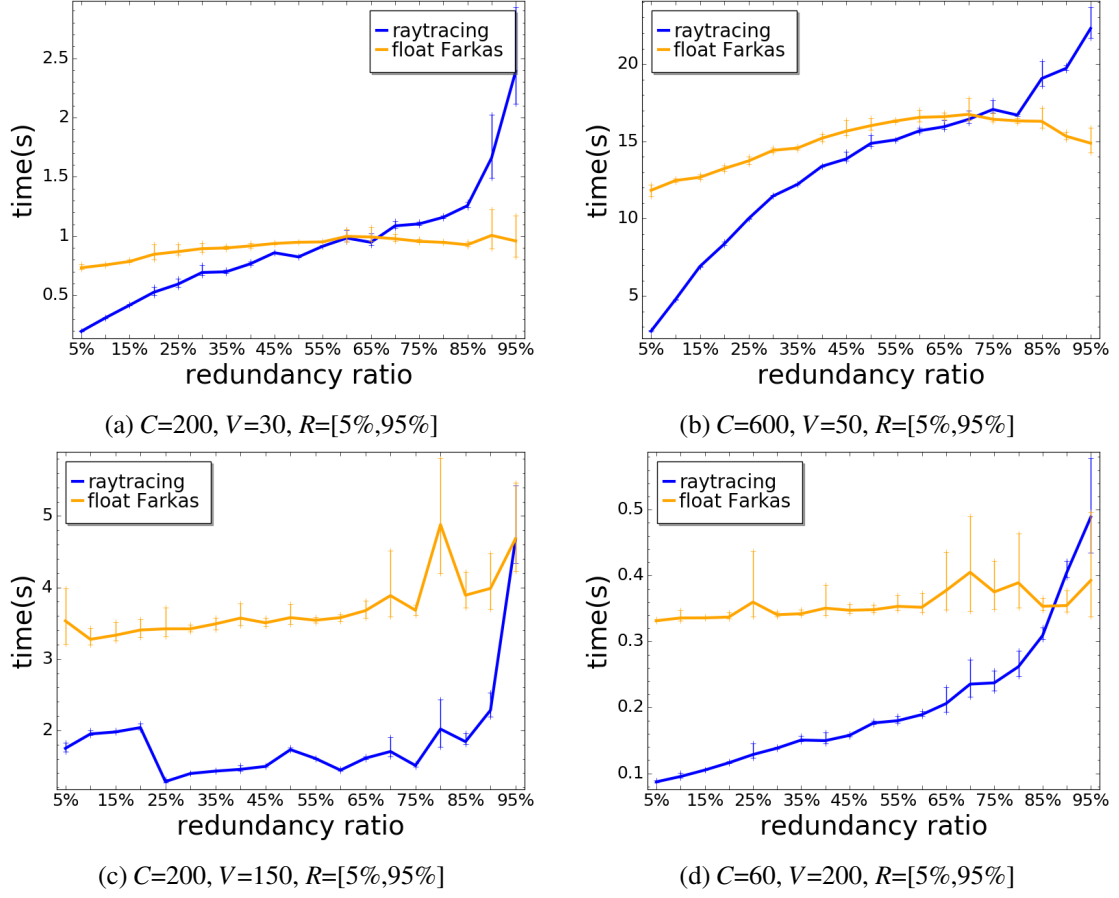 raytracing
float Farkas
time(s)
2.5
2
1.5
1
0.5
5% 15% 25% 35% 45% 55% 65% 75% 85% 95%
redundancy ratio
(a) C=200, V=30, R=[5%,95%]
raytracing
float Farkas
time(s)
20
15
10
5
5% 15% 25% 35% 45% 55% 65% 75% 85% 95%
redundancy ratio
(b) C=600, V=50, R=[5%,95%]
raytracing
float Farkas
time(s)
5
4
3
2
5% 15% 25% 35% 45% 55% 65% 75% 85% 95%
redundancy ratio
(c) C=200, V=150, R=[5%,95%]
raytracing
float Farkas
time(s)
0.5
0.4
0.3
0.2
0.1
5% 15% 25% 35% 45% 55% 65% 75% 85% 95%
redundancy ratio
(d) C=60, V=200, R=[5%,95%]